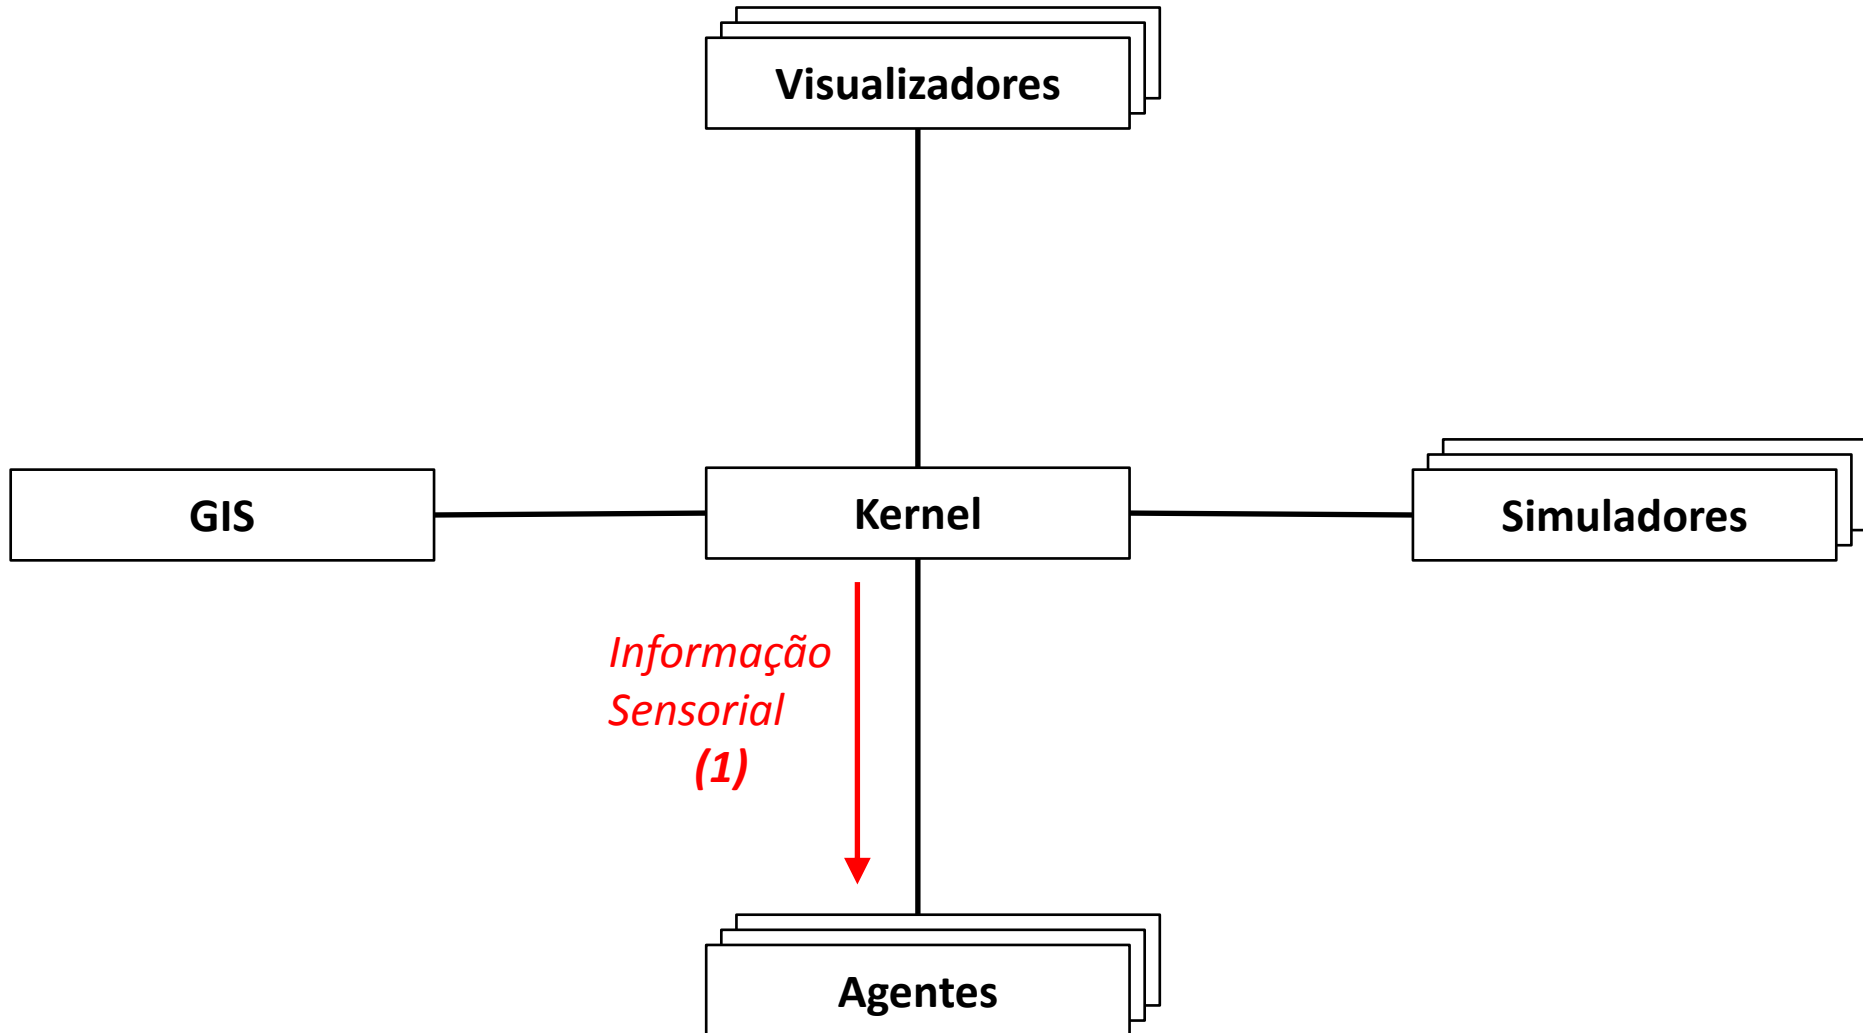 Visualizadores
GIS
Kernel
Simuladores
Informação
Sensorial
(1)
Agentes